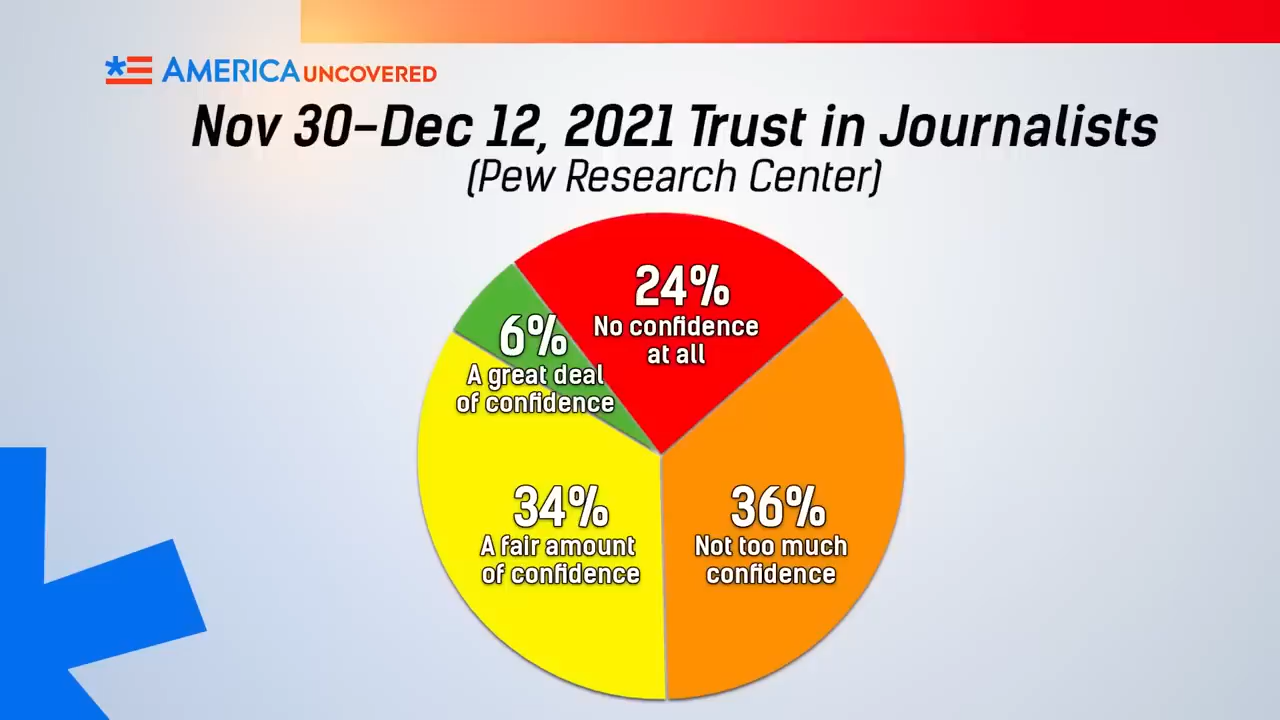 AMERICA UNCOVERED
Nov 30–Dec 12, 2021 Trust in Journalists
(Pew Research Center)
24%
No confidence
at all
6%
A great deal
of confidence
34%
A fair amount
of confidence
36%
Not too much
confidence